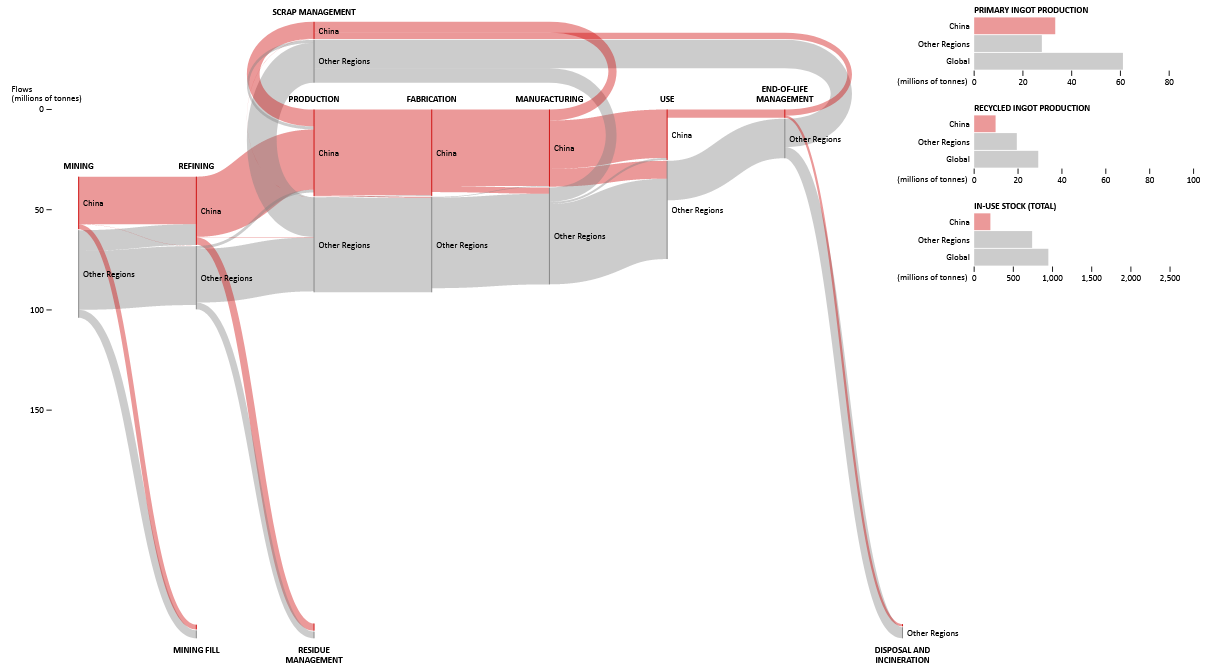 SCRAP MANAGEMENT
China
Other Regions
Flows
(millions of tonnes)
0
50
100
150
MINING
China
Other Regions
REFINING
China
Other Regions
PRODUCTION
China
Other Regions
FABRICATION
China
Other Regions
MANUFACTURING
China
Other Regions
USE
China
Other Regions
END-OF-LIFE
MANAGEMENT
Other Regions
MINING FILL
RESIDUE
MANAGEMENT
Other Regions
DISPOSAL AND
INCINERATION
PRIMARY INGOT PRODUCTION
China
Other Regions
Global
(millions of tonnes) 0 20 40 60 80
RECYCLED INGOT PRODUCTION
China
Other Regions
Global
(millions of tonnes) 0 20 40 60 80 100
IN-USE STOCK (TOTAL)
China
Other Regions
Global
(millions of tonnes) 0 500 1,000 1,500 2,000 2,500